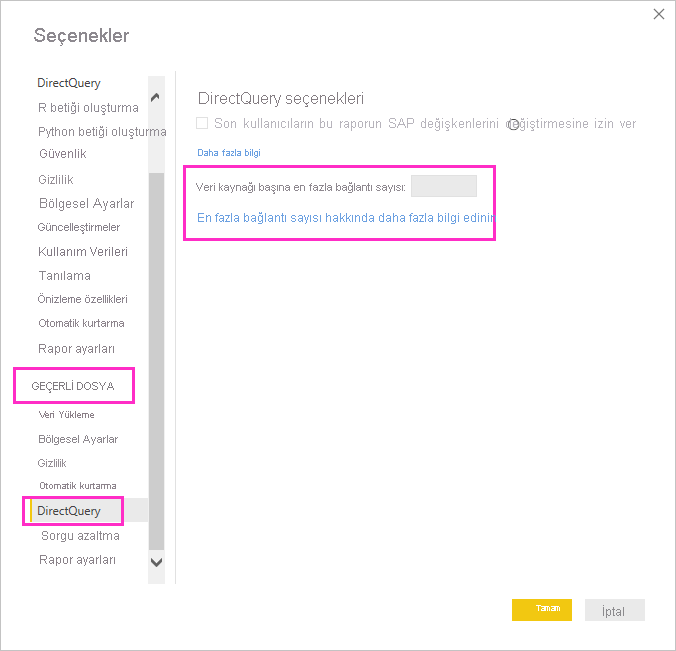 Seçenekler
DirectQuery
R betiği oluşturma
Python betiği oluşturma
Güvenlik
Gizlilik
Bölgesel Ayarlar
Güncelleştirmeler
Kullanım Verileri
Tanılama
Önizleme özellikleri
Otomatik kurtarma
Rapor ayarları
GEÇERLİ DOSYA
Veri Yükleme
Bölgesel Ayarlar
Gizlilik
Otomatik kurtarma
DirectQuery
Sorgu azaltma
Rapor ayarları
DirectQuery seçenekleri
Son kullanıcıların bu raporun SAP değişkenlerini değiştirmesine izin ver
Daha fazla bilgi
Veri kaynağı başına en fazla bağlantı sayısı:
En fazla bağlantı sayısı hakkında daha fazla bilgi edinin
Tamam
İptal